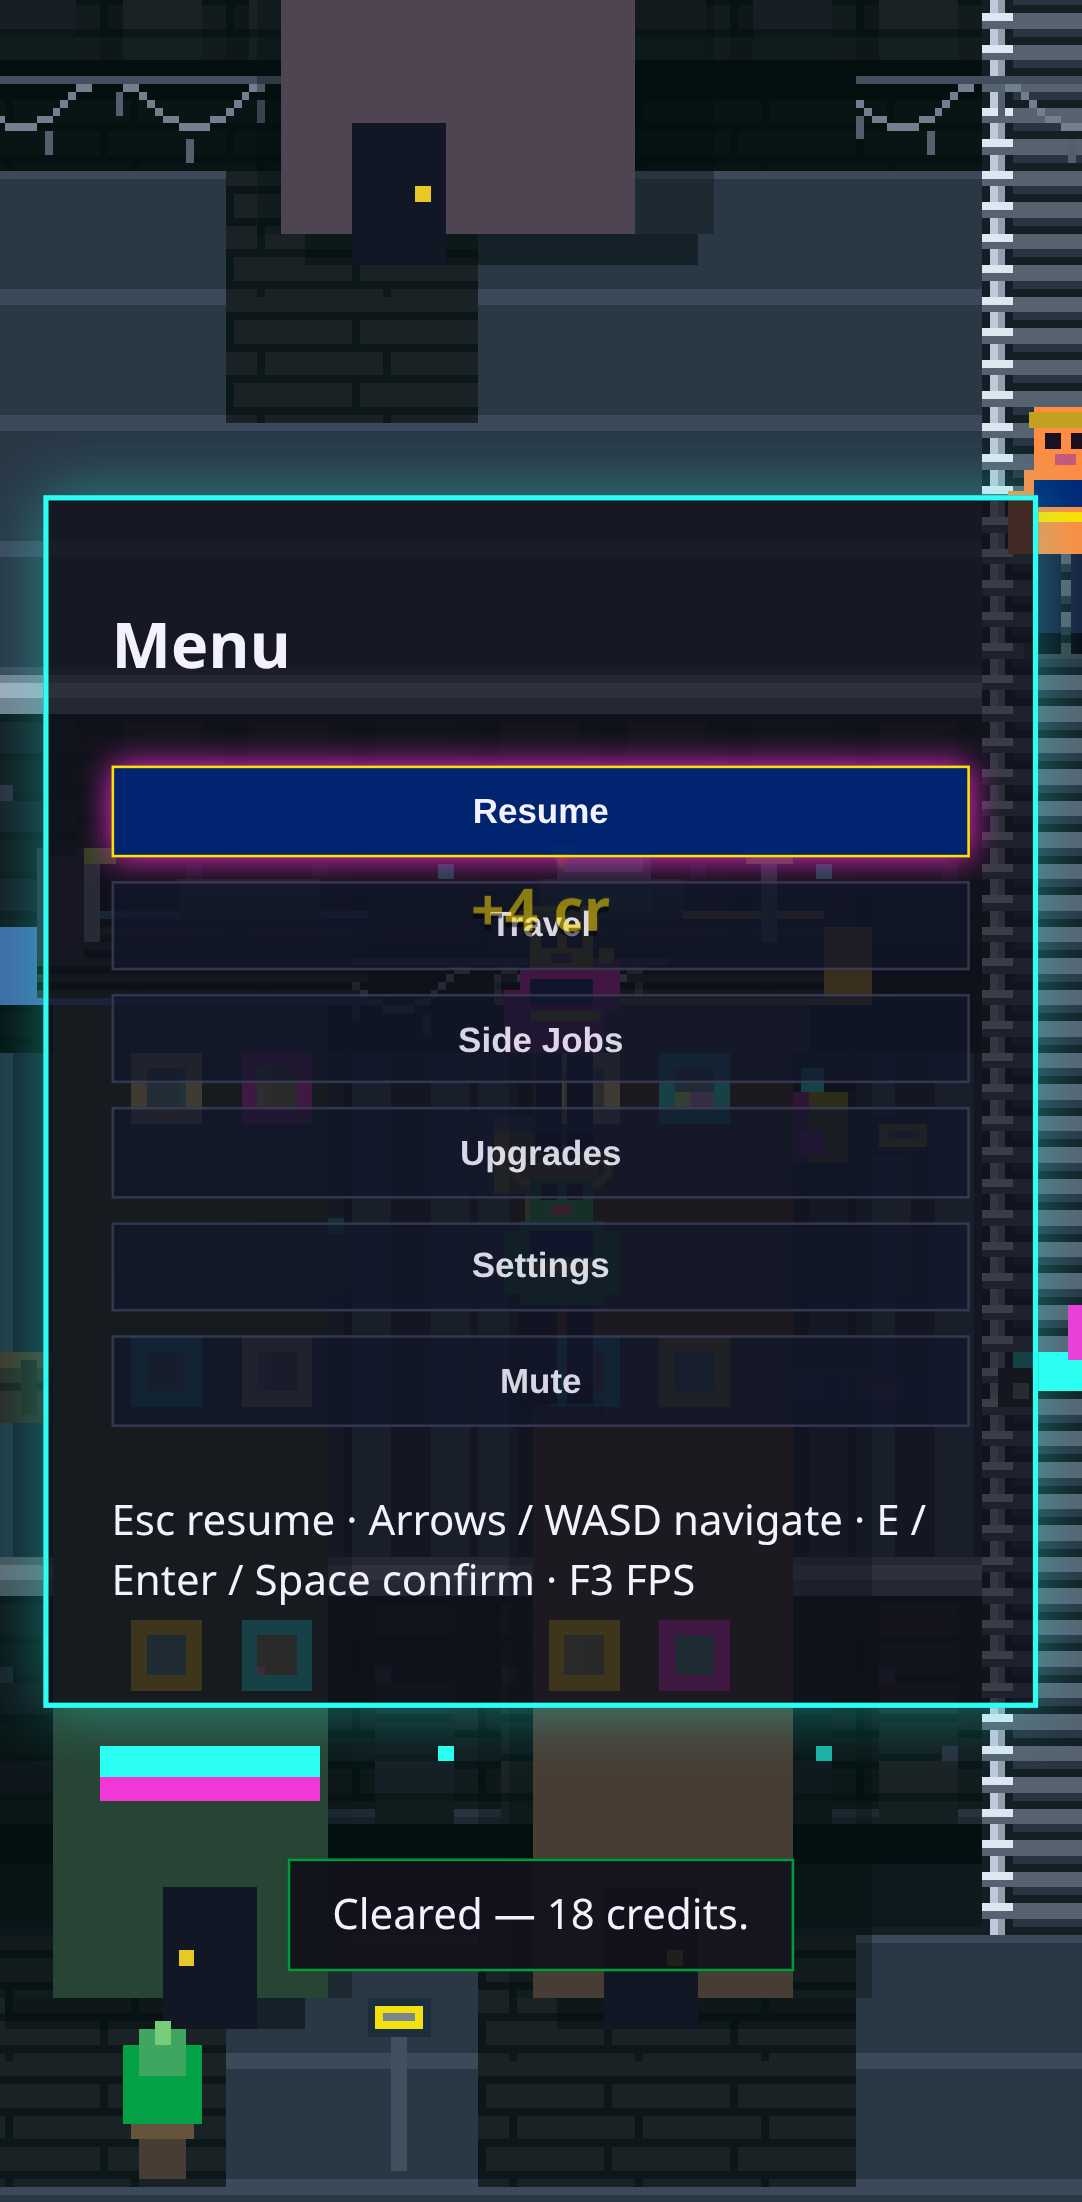 Menu
Resume
+4 cr
Travel
Side Jobs
Upgrades
Settings
Mute
Esc resume · Arrows / WASD navigate · E /
Enter / Space confirm · F3 FPS
Cleared — 18 credits.